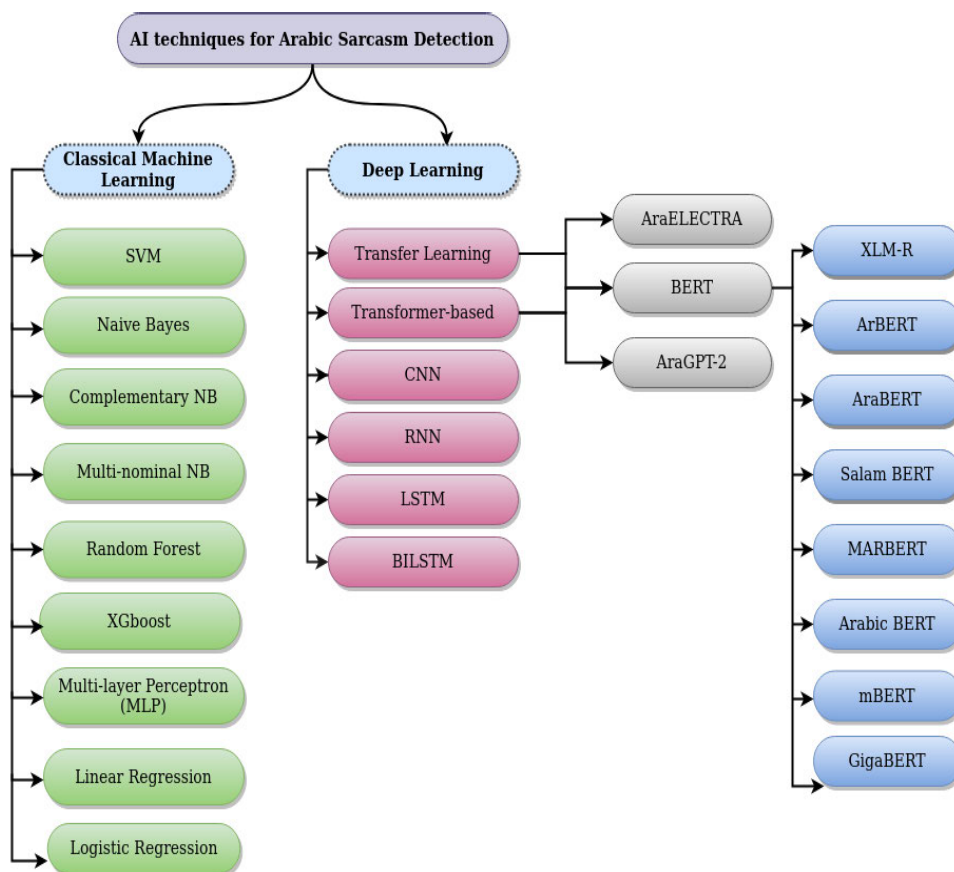 AI techniques for Arabic Sarcasm Detection
Classical Machine
Learning
SVM
Naive Bayes
Complementary NB
Multi-nominal NB
Random Forest
XGboost
Multi-layer Perceptron
(MLP)
Linear Regression
Logistic Regression
Deep Learning
Transfer Learning
Transformer-based
CNN
RNN
LSTM
BILSTM
AraELECTRA
BERT
AraGPT-2
XLM-R
ArBERT
AraBERT
Salam BERT
MARBERT
Arabic BERT
mBERT
GigaBERT